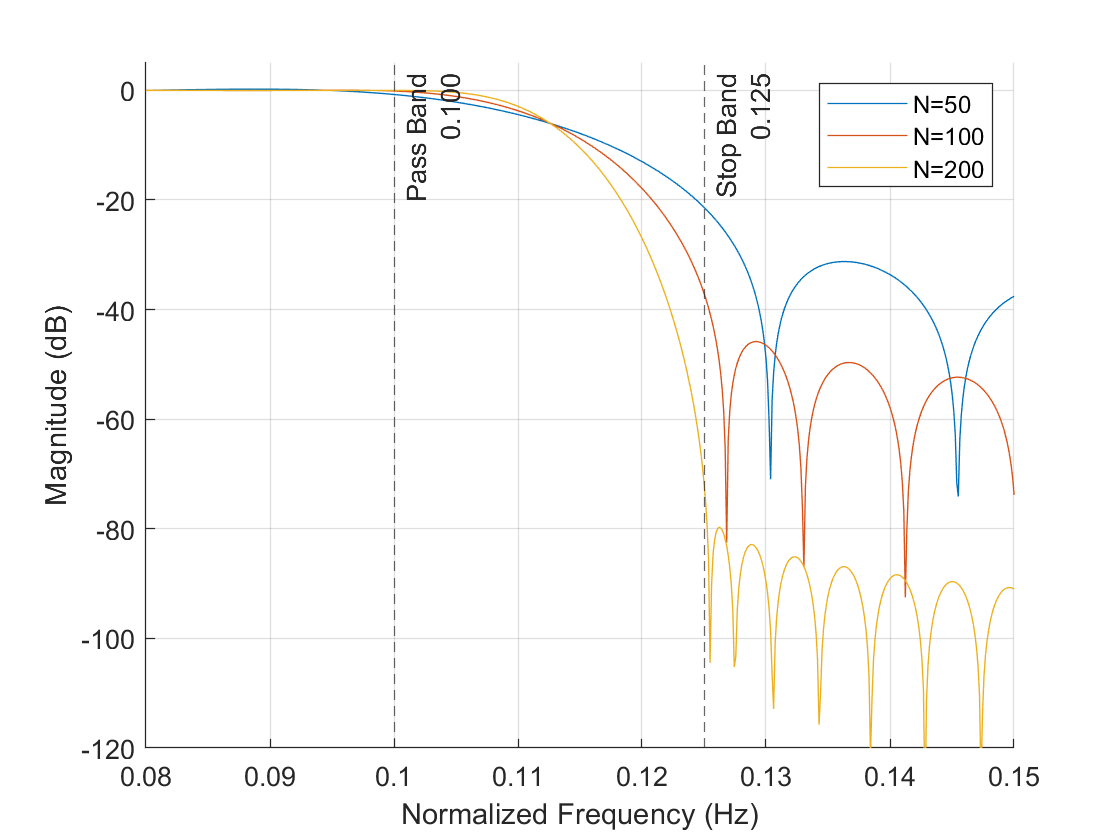 0
-20
-40
-60
-80
-100
-120
Magnitude (dB)
Pass Band
0.100
Stop Band
0.125
N=50
N=100
N=200
0.08
0.09
0.1
0.11
0.12
0.13
0.14
0.15
Normalized Frequency (Hz)